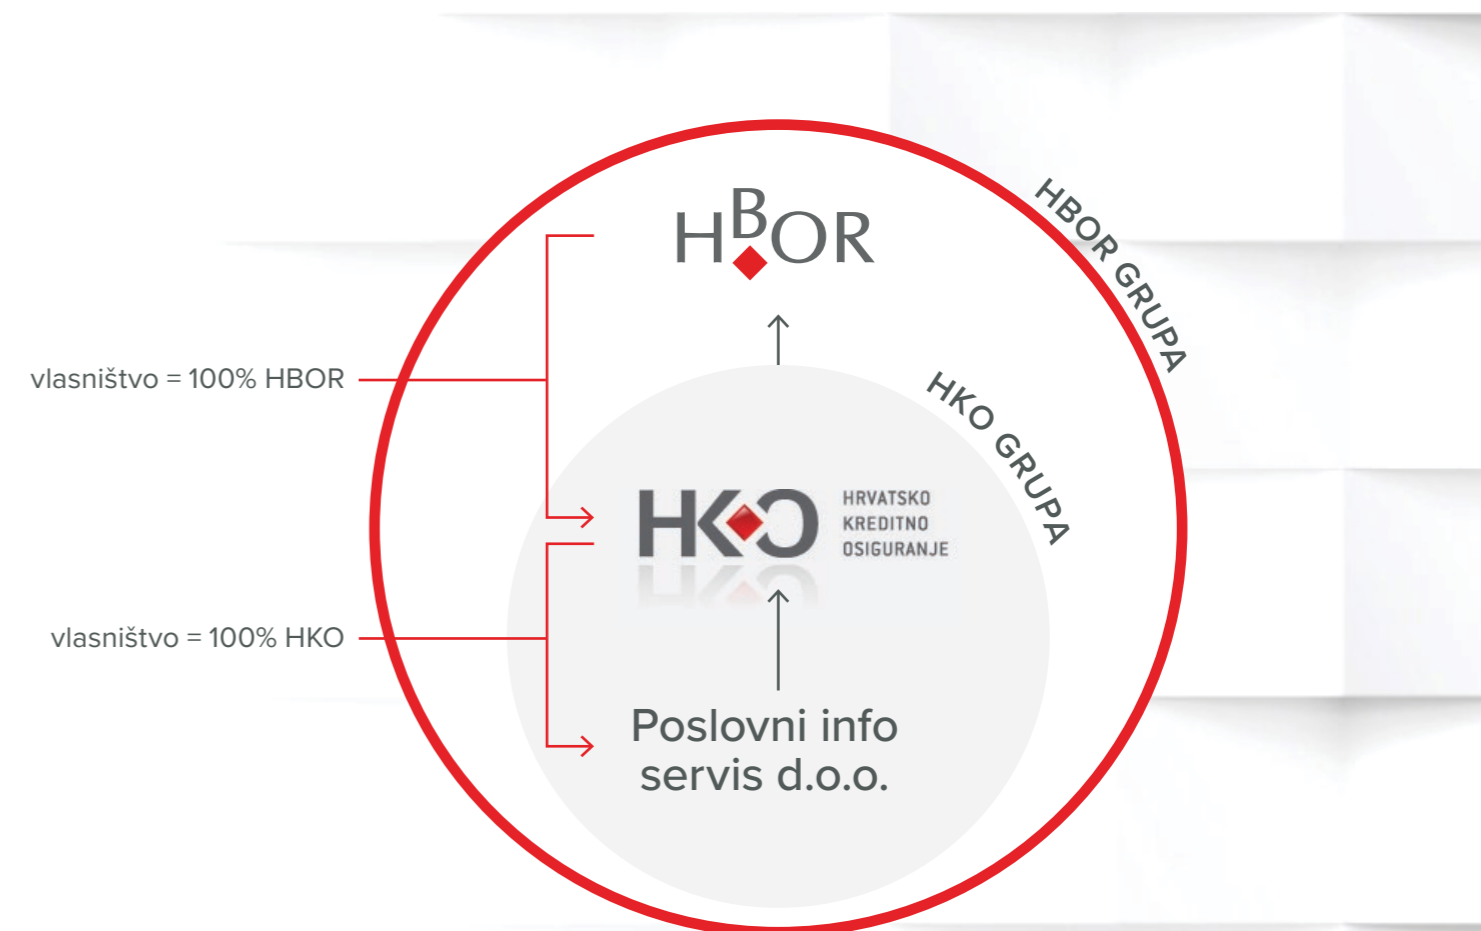 HBOR
HBOR GRUPA
vlasništvo = 100% HBOR
HKO GRUPA
HKO
HRVATSKO
KREDITNO
OSIGURANJE
vlasništvo = 100% HKO
Poslovni info
servis d.o.o.